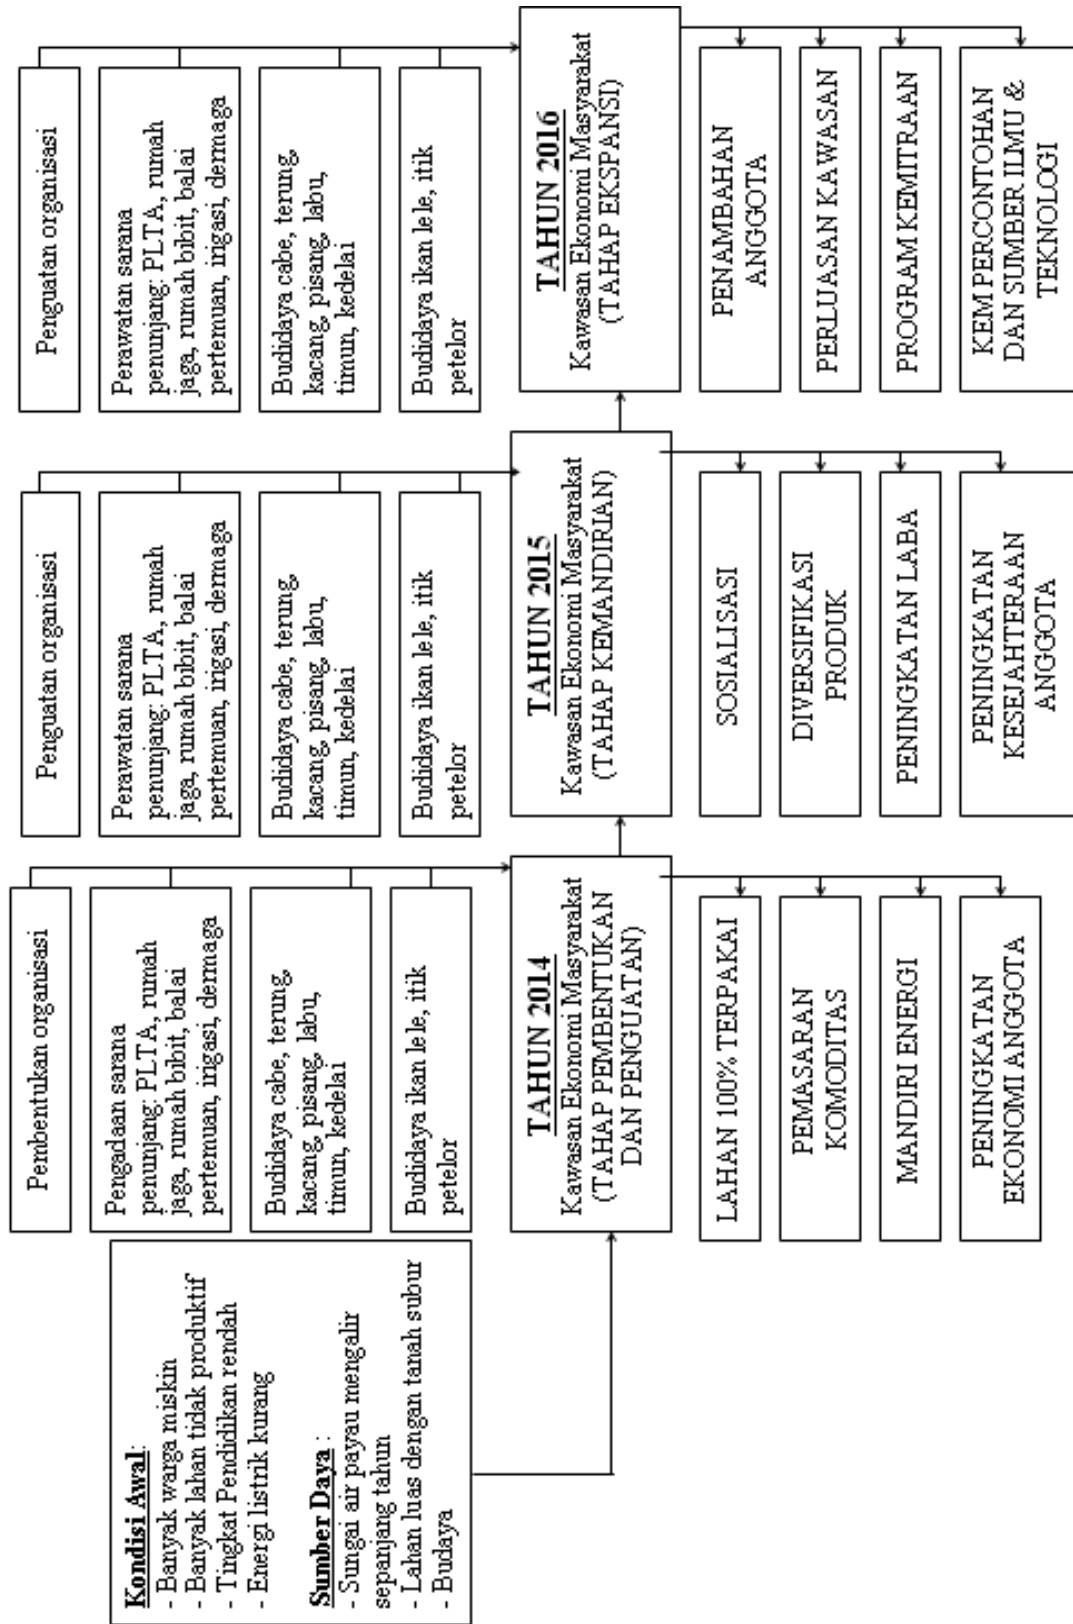 Kondisi Awal:
- Banyak warga miskin
- Banyak lahan tidak produktif
- Tingkat Pendidikan rendah
- Energi listrik kurang
Sumber Daya :
- Sungai air payau mengalir
sepanjang tahun
- Lahan luas dengan tanah subur
- Budaya
Pembentukan organisasi
Pengadaan sarana
penunjang: PLTA, rumah
jaga, rumah bibit, balai
pertemuan, irigasi, dermaga
Budidaya cabe, terung,
kacang, pisang, labu,
timun, kedelai
Budidaya ikan lele, itik
petelor
TAHUN 2014
Kawasan Ekonomi Masyarakat
(TAHAP PEMBENTUKAN
DAN PENGUATAN)
LAHAN 100% TERPAKAI
PEMASARAN
KOMODITAS
MANDIRI ENERGI
PENINGKATAN
EKONOMI ANGGOTA
Penguatan organisasi
Perawatan sarana
penunjang: PLTA, rumah
jaga, rumah bibit, balai
pertemuan, irigasi, dermaga
Budidaya cabe, terung,
kacang, pisang, labu,
timun, kedelai
Budidaya ikan lele, itik
petelor
TAHUN 2015
Kawasan Ekonomi Masyarakat
(TAHAP KEMANDIRIAN)
SOSIALISASI
DIVERSIFIKASI
PRODUK
PENINGKATAN LABA
PENINGKATAN
KESEJAHTERAAN
ANGGOTA
Penguatan organisasi
Perawatan sarana
penunjang: PLTA, rumah
jaga, rumah bibit, balai
pertemuan, irigasi, dermaga
Budidaya cabe, terung,
kacang, pisang, labu,
timun, kedelai
Budidaya ikan lele, itik
petelor
TAHUN 2016
Kawasan Ekonomi Masyarakat
(TAHAP EKSPANSI)
PENAMBAHAN
ANGGOTA
PERLUASAN KAWASAN
PROGRAM KEMITRAAN
KEM PERCONTOHAN
DAN SUMBER ILMU &
TEKNOLOGI